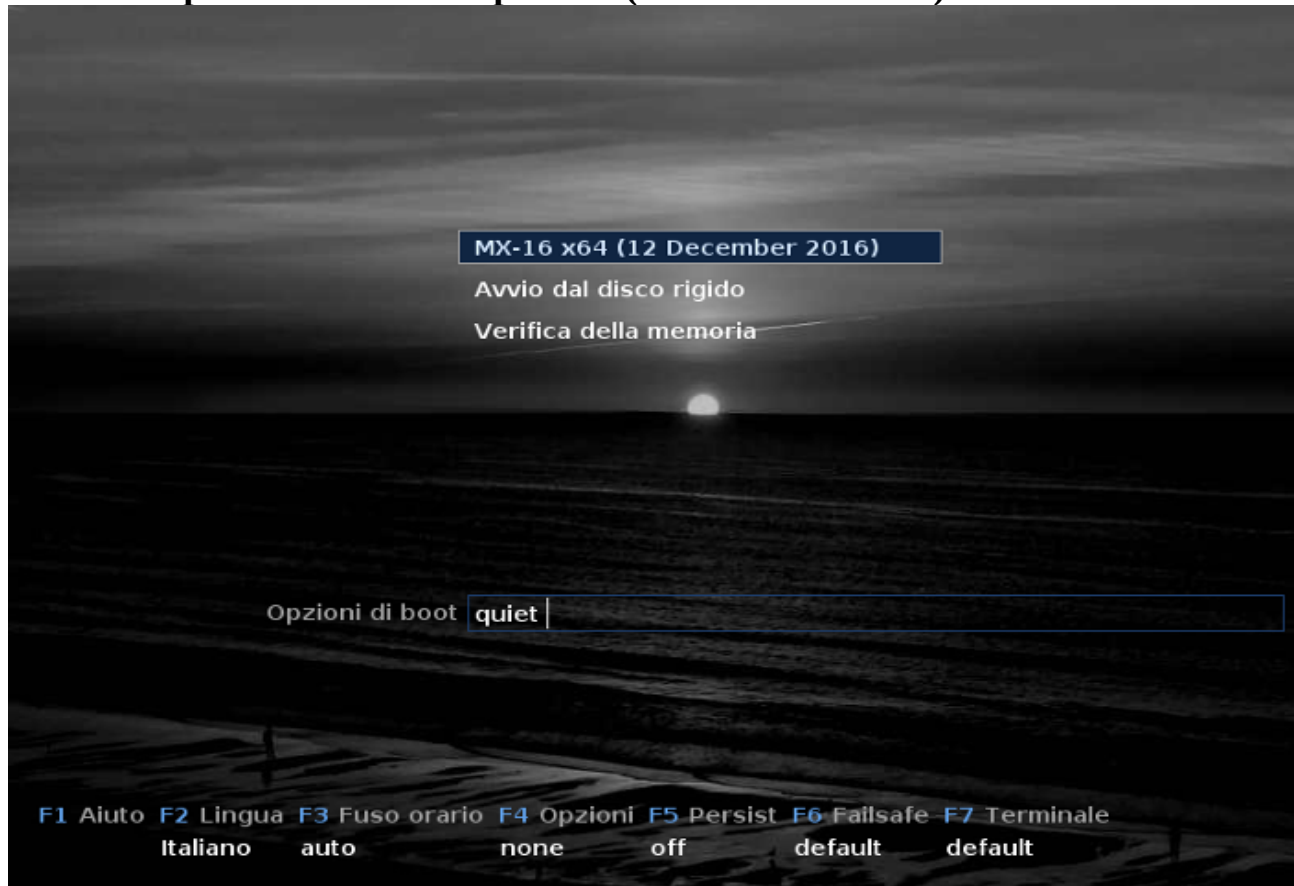 MX-16 x64 (12 December 2016)
Avvio dal disco rigido
Verifica della memoria
Opzioni di boot quiet
F1 Aiuto F2 Lingua F3 Fuso orario F4 Opzioni F5 Persist F6 Failsafe F7 Terminale
Italiano auto none off default default